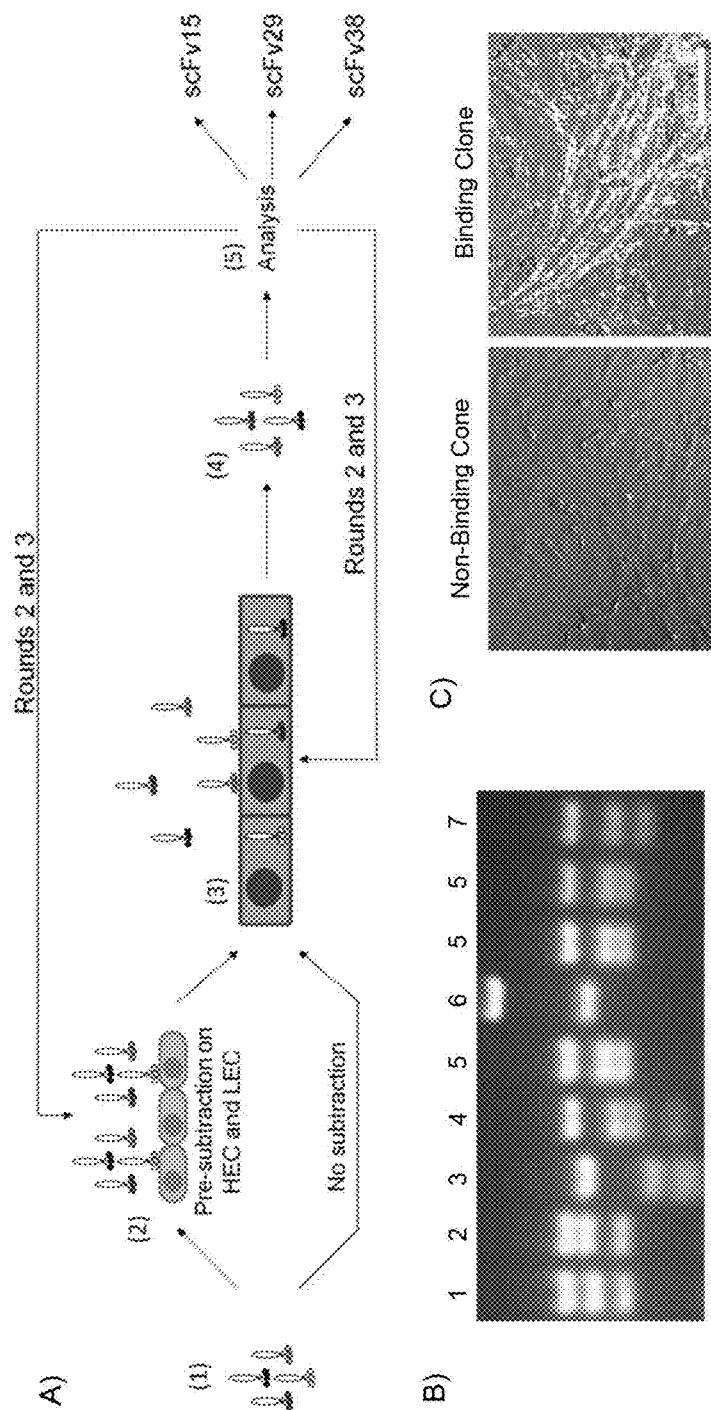 A)
Rounds 2 and 3
(1)
(2)
Pre-subtraction on
HEC and LEC
No subtraction
(3)
(4)
(5)
Analysis
Rounds 2 and 3
scFv15
scFv29
scFv38
B)
1 2 3 4 5 6 5 5 7
C)
Non-Binding Cone
Binding Clone